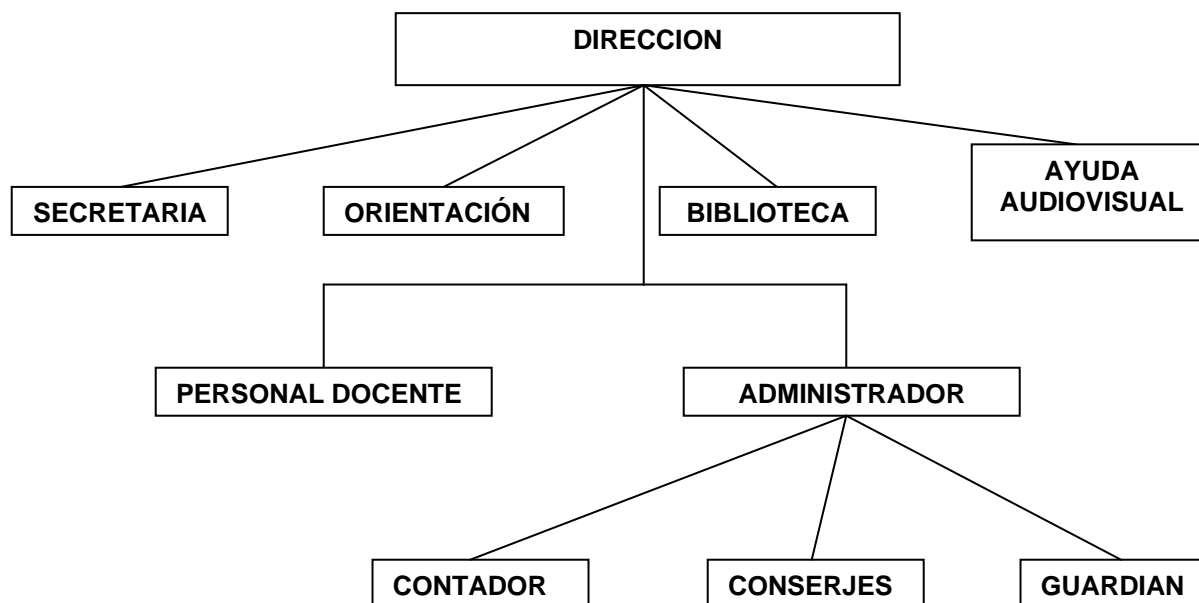 DIRECCION
SECRETARIA
ORIENTACIÓN
BIBLIOTECA
AYUDA
AUDIOVISUAL
PERSONAL DOCENTE
ADMINISTRADOR
CONTADOR
CONSERJES
GUARDIAN